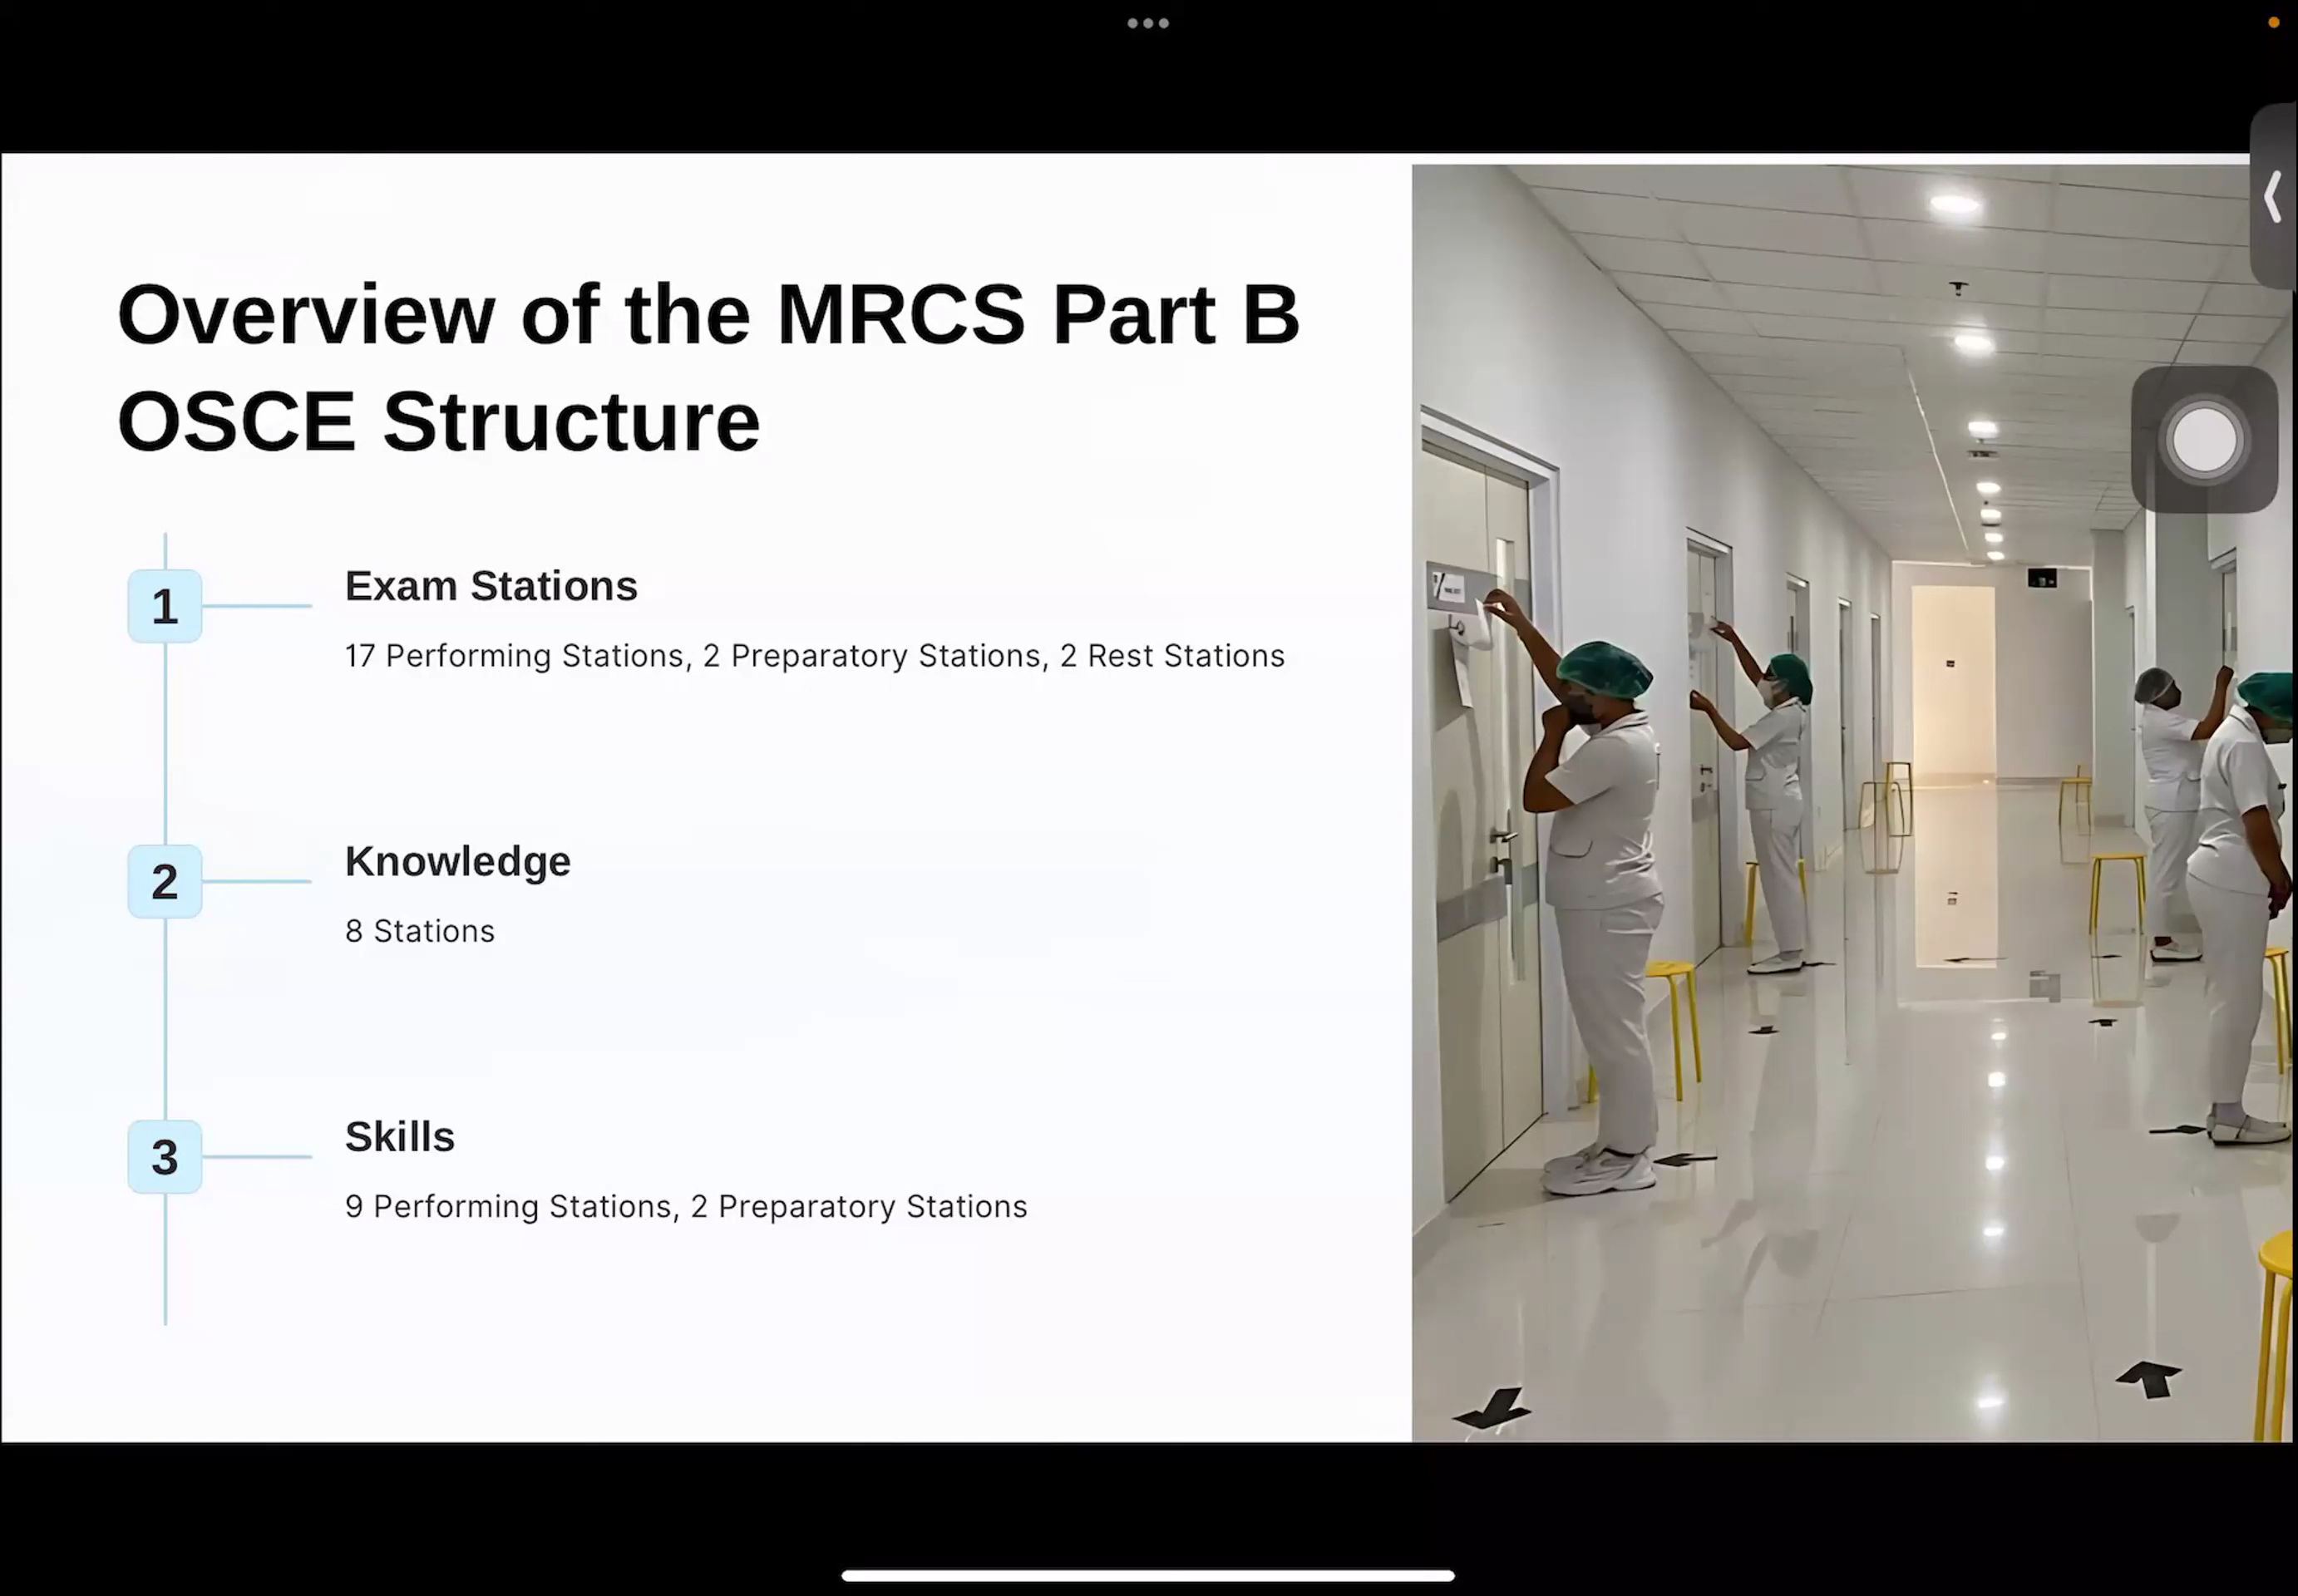 Overview of the MRCS Part B
OSCE Structure
1
Exam Stations
17 Performing Stations, 2 Preparatory Stations, 2 Rest Stations
2
Knowledge
8 Stations
3
Skills
9 Performing Stations, 2 Preparatory Stations